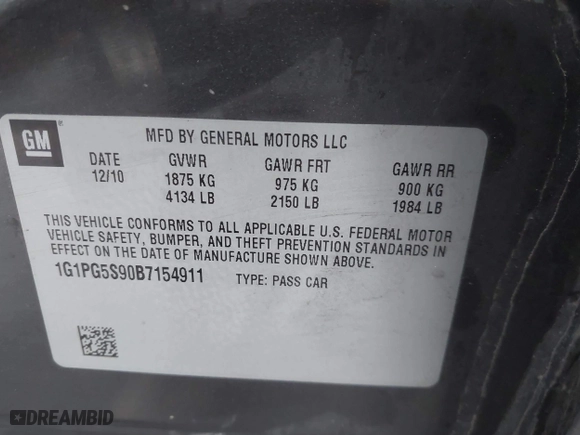 GM
MFD BY GENERAL MOTORS LLC
DATE GVWR GAWR FRT GAWR RR
12/10 1875 KG 975 KG 900 KG
4134 LB 2150 LB 1984 LB
THIS VEHICLE CONFORMS TO ALL APPLICABLE U.S. FEDERAL MOTOR
VEHICLE SAFETY, BUMPER, AND THEFT PREVENTION STANDARDS IN
EFFECT ON THE DATE OF MANUFACTURE SHOWN ABOVE.
1G1PG5S90B7154911 TYPE: PASS CAR
DREAMBID